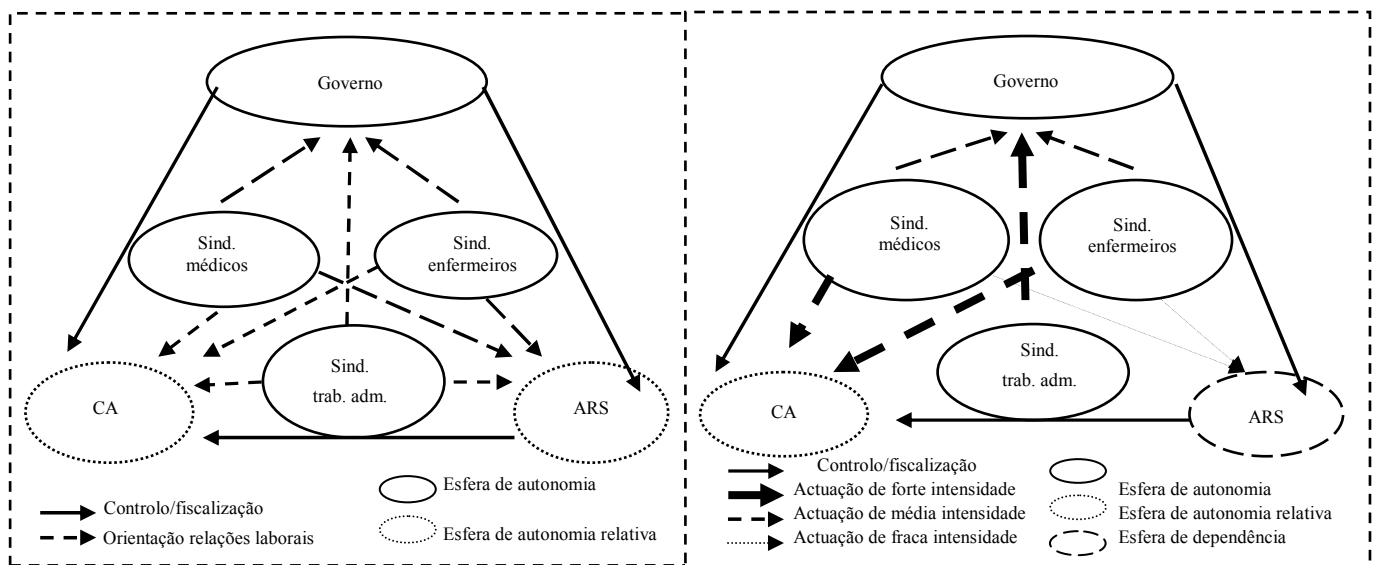 Governo
Sind.
médicos
Sind.
enfermeiros
Sind.
trab. adm.
CA
ARS
Controlo/fiscalização
Orientação relações laborais
Esfera de autonomia
Esfera de autonomia relativa
Governo
Sind.
médicos
Sind.
enfermeiros
Sind.
trab. adm.
CA
ARS
Controlo/fiscalização
Actuação de forte intensidade
Actuação de média intensidade
Actuação de fraca intensidade
Esfera de autonomia
Esfera de autonomia relativa
Esfera de dependência